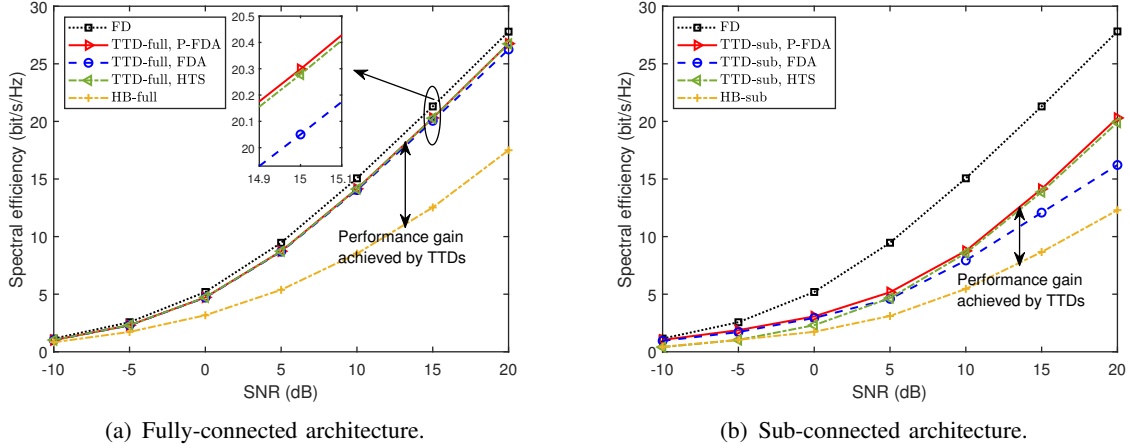 30
25
20
15
10
5
0
Spectral efficiency (bit/s/Hz)
-10
-5
0
5
10
15
20
SNR (dB)
FD
TTD-full, P-FDA
TTD-full, FDA
TTD-full, HTS
HB-full
20.5
20.4
20.3
20.2
20.1
20
14.9
15
15.1
Performance gain
achieved by TTDs
(a) Fully-connected architecture.
30
25
20
15
10
5
0
Spectral efficiency (bit/s/Hz)
-10
-5
0
5
10
15
20
SNR (dB)
FD
TTD-sub, P-FDA
TTD-sub, FDA
TTD-sub, HTS
HB-sub
Performance gain
achieved by TTDs
(b) Sub-connected architecture.